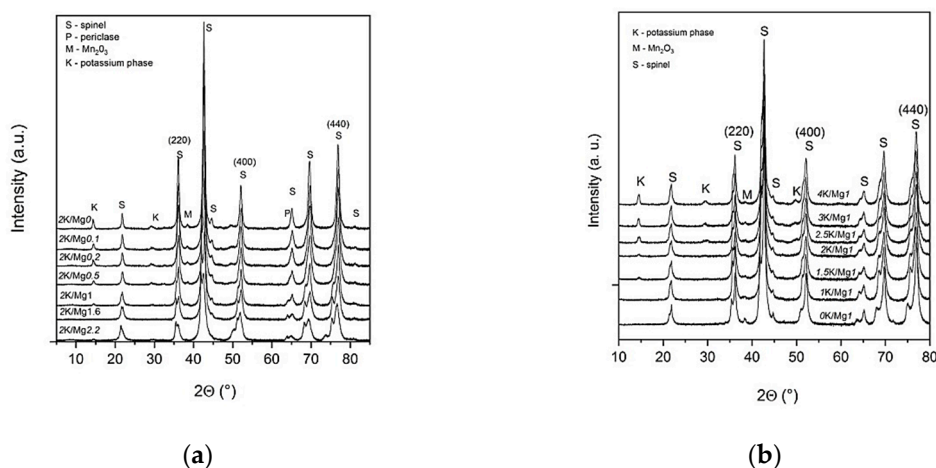 S - spinel
P - periclase
M - Mn₂0₃
K - potassium phase
S
(440)
S
(220)
S
(400)
S
S
S
K
S
K
M
S
P
S
2K/Mg0
2K/Mg0.1
2K/Mg0.2
2K/Mg0.5
2K/Mg1
2K/Mg1.6
2K/Mg2.2
Intensity (a.u.)
10 20 30 40 50 60 70 80
2Θ (°)
(a)
K - potassium phase
M - Mn₂O₃
S - spinel
S
(440)
S
(220)
S
(400)
S
S
K
S
K
M
S
K
S
4K/Mg1
3K/Mg1
2.5K/Mg1
2K/Mg1
1.5K/Mg1
1K/Mg1
0K/Mg1
Intensity (a. u.)
10 20 30 40 50 60 70 80
2Θ (°)
(b)